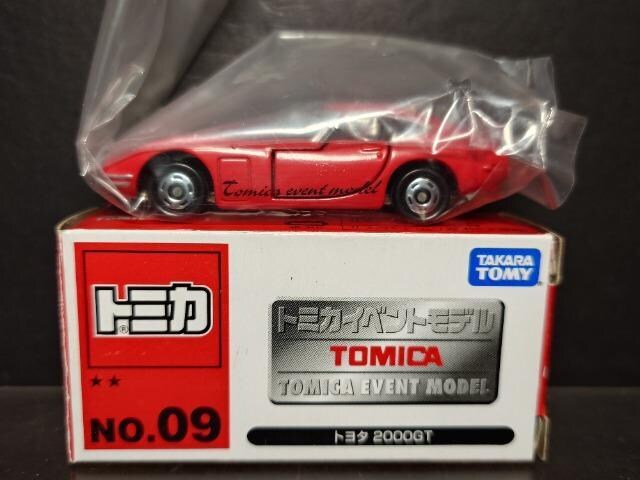 Tomica event model
TAKARA
TOMY
トミカ
®
トミカイベントモデル
TOMICA
TOMICA EVENT MODEL
★★
NO.09
トヨタ 2000GT